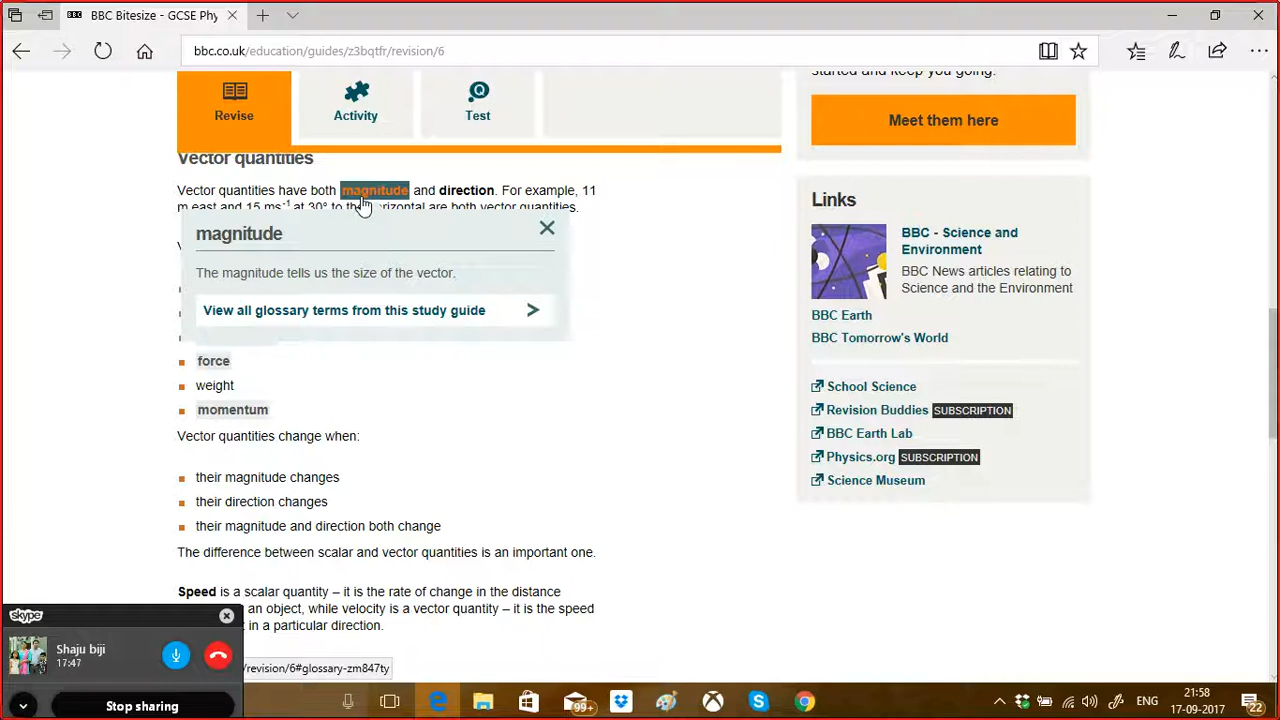 BBC BBC Bitesize - GCSE Phy
bbc.co.uk/education/guides/z3bqtfr/revision/6
started and keep you going.
Revise
Activity
Test
Meet them here
Vector quantities
Vector quantities have both magnitude and direction. For example, 11
m east and 15 ms-1 at 30° to the horizontal are both vector quantities.
magnitude
The magnitude tells us the size of the vector.
View all glossary terms from this study guide
force
weight
momentum
Vector quantities change when:
their magnitude changes
their direction changes
their magnitude and direction both change
The difference between scalar and vector quantities is an important one.
Speed is a scalar quantity – it is the rate of change in the distance
an object, while velocity is a vector quantity – it is the speed
in a particular direction.
Links
BBC - Science and
Environment
BBC News articles relating to
Science and the Environment
BBC Earth
BBC Tomorrow's World
School Science
Revision Buddies SUBSCRIPTION
BBC Earth Lab
Physics.org SUBSCRIPTION
Science Museum
skype
Shaju biji
17:47
/revision/6#glossary-zm847ty
Stop sharing
99+
ENG
21:58
17-09-2017
22